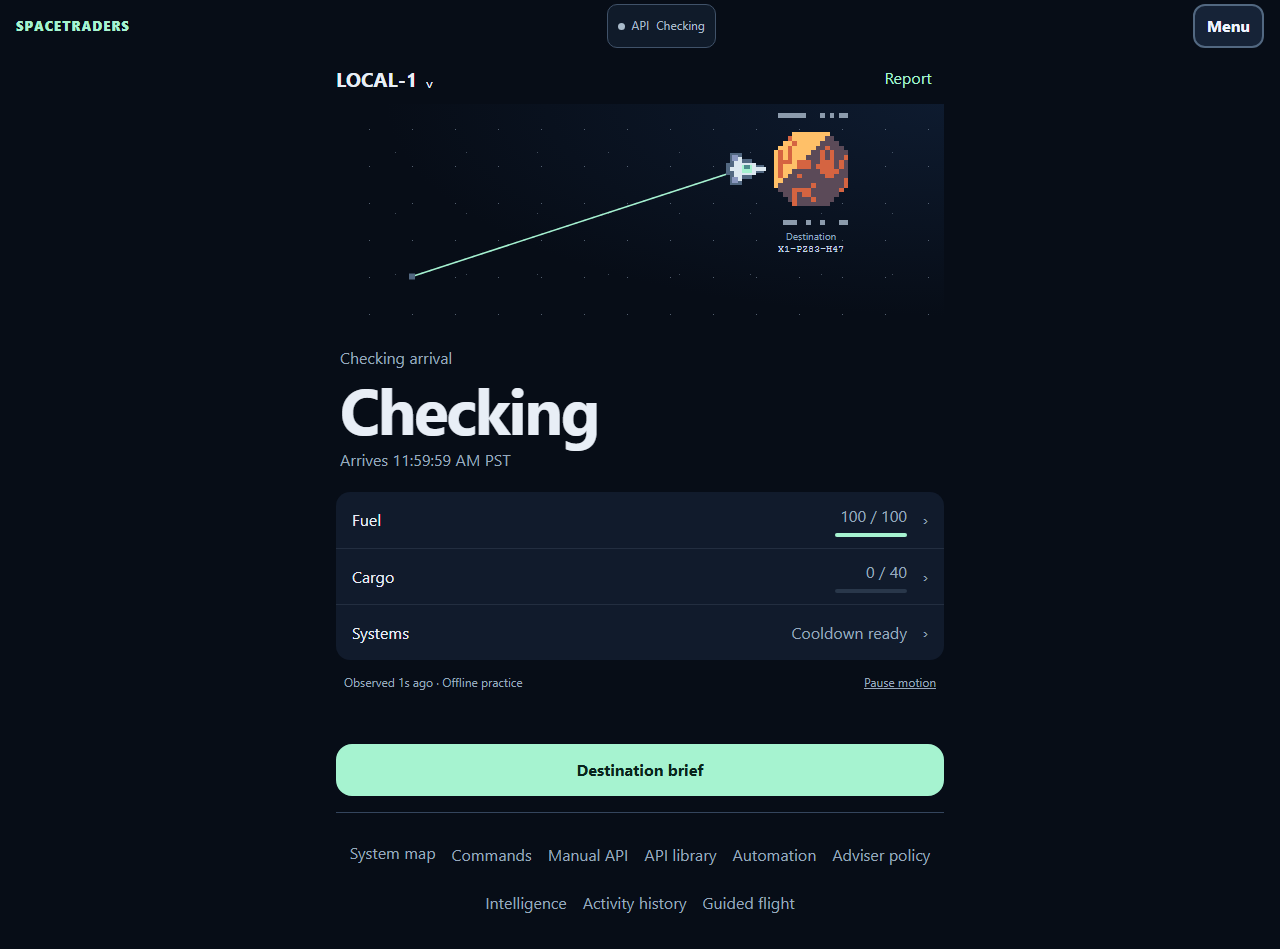 SPACETRADERS
API Checking
Menu
LOCAL-1 v
Report
Destination
X1-PZ83-H47
Checking arrival
Checking
Arrives 11:59:59 AM PST
Fuel 100 / 100 ›
Cargo 0 / 40 ›
Systems Cooldown ready ›
Observed 1s ago · Offline practice
Pause motion
Destination brief
System map Commands Manual API API library Automation Adviser policy
Intelligence Activity history Guided flight